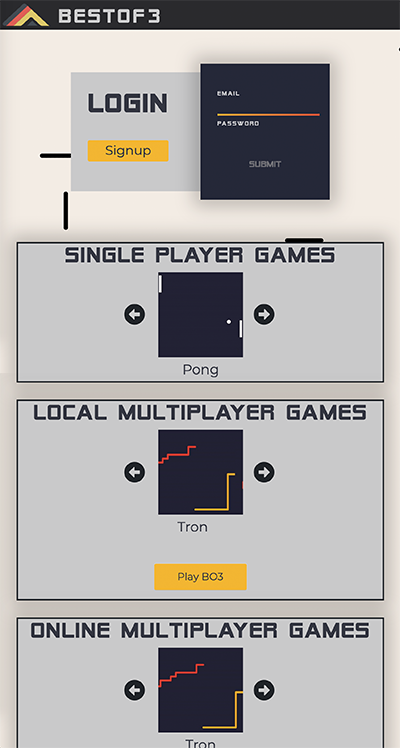 BESTOF3
LOGIN
Signup
EMAIL
PASSWORD
SUBMIT
SINGLE PLAYER GAMES
Pong
LOCAL MULTIPLAYER GAMES
Tron
Play BO3
ONLINE MULTIPLAYER GAMES
Tron